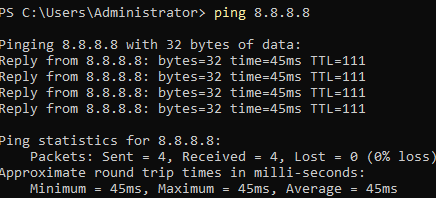 PS C:\Users\Administrator> ping 8.8.8.8
Pinging 8.8.8.8 with 32 bytes of data:
Reply from 8.8.8.8: bytes=32 time=45ms TTL=111
Reply from 8.8.8.8: bytes=32 time=45ms TTL=111
Reply from 8.8.8.8: bytes=32 time=45ms TTL=111
Reply from 8.8.8.8: bytes=32 time=45ms TTL=111
Ping statistics for 8.8.8.8:
Packets: Sent = 4, Received = 4, Lost = 0 (0% loss)
Approximate round trip times in milli-seconds:
Minimum = 45ms, Maximum = 45ms, Average = 45ms